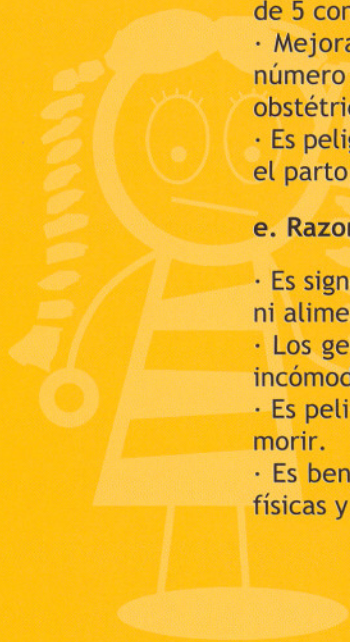 de 5 con
· Mejora
número
obstétric
· Es pelig
el parto
e. Razon
· Es sign
ni alime
· Los ge
incómod
· Es peli
morir.
· Es ben
físicas y